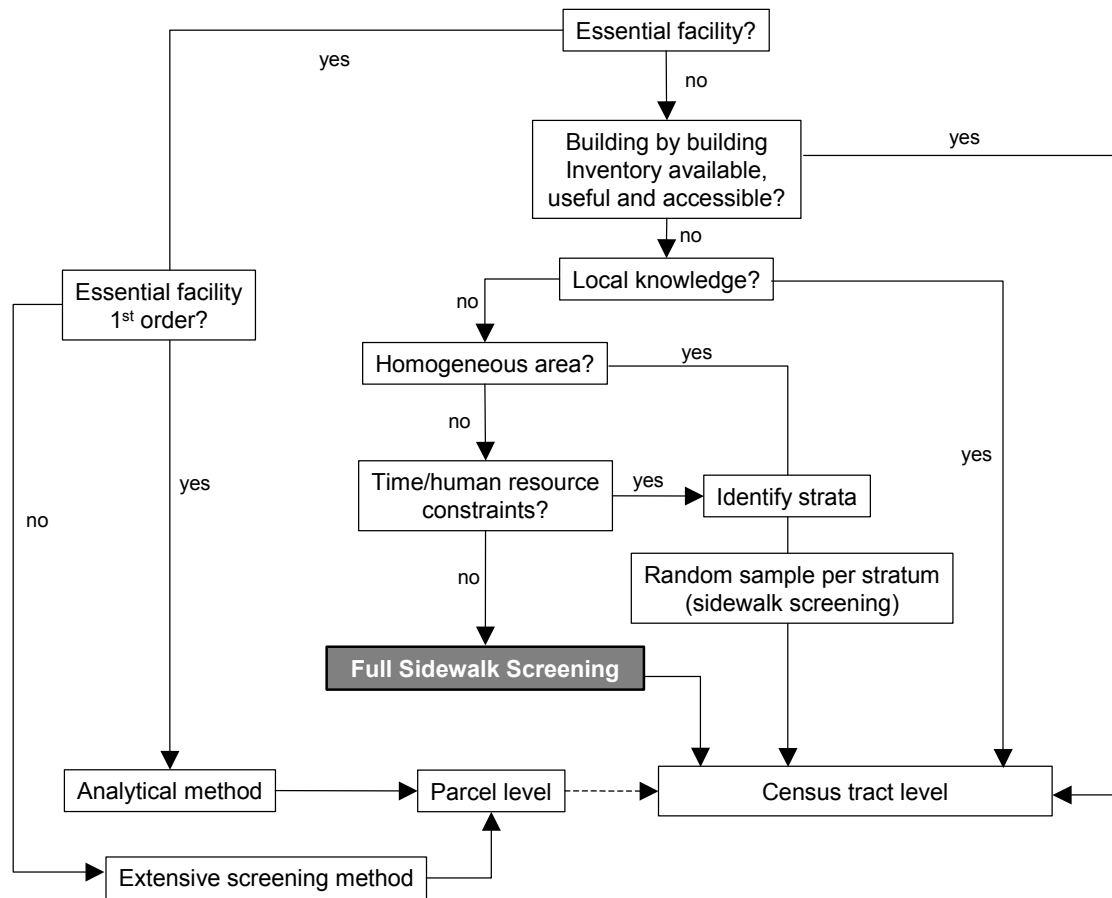 Essential facility?
yes
no
Building by building
Inventory available,
useful and accessible?
yes
no
Local knowledge?
Essential facility
1st order?
no
Homogeneous area?
yes
no
yes
Time/human resource
constraints?
yes
Identify strata
yes
no
no
Random sample per stratum
(sidewalk screening)
Full Sidewalk Screening
Analytical method
Parcel level
Census tract level
Extensive screening method